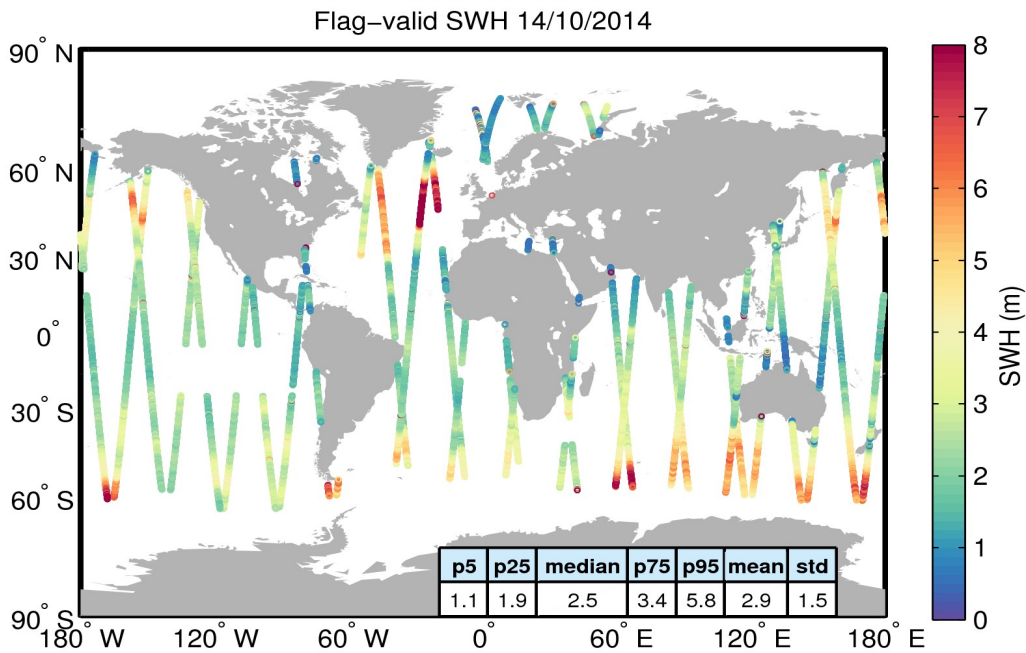 Flag−valid SWH 14/10/2014
90° N
60° N
30° N
0°
30° S
60° S
90° S
180° W
120° W
60° W
0°
60° E
120° E
180° E
p5 p25 median p75 p95 mean std
1.1 1.9 2.5 3.4 5.8 2.9 1.5
8
7
6
5
4
3
2
1
0
SWH (m)